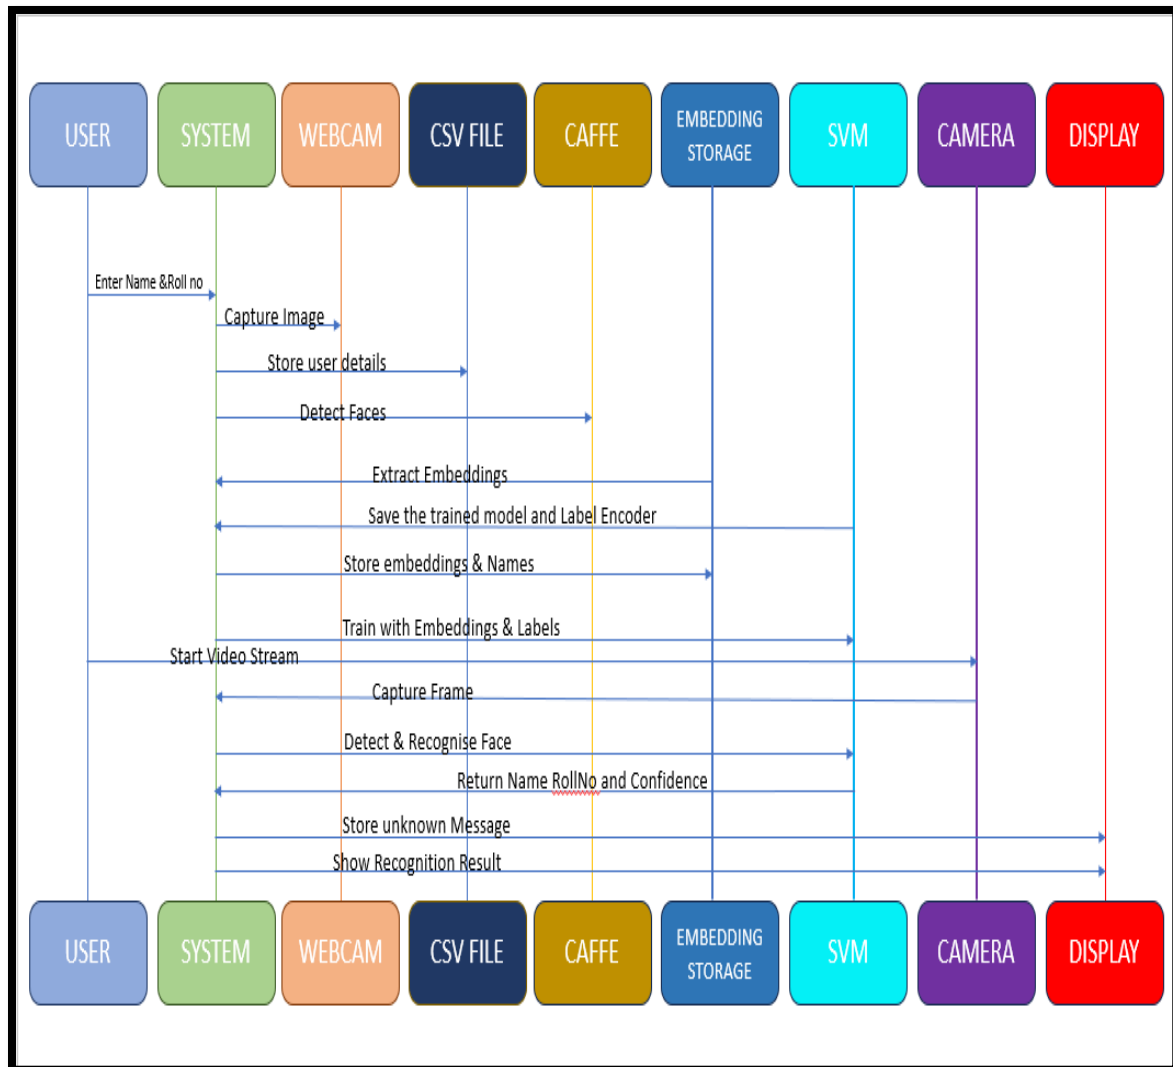 USER
SYSTEM
WEBCAM
CSV FILE
CAFFE
EMBEDDING
STORAGE
SVM
CAMERA
DISPLAY
Enter Name &Roll no
Capture Image
Store user details
Detect Faces
Extract Embeddings
Save the trained model and Label Encoder
Store embeddings & Names
Train with Embeddings & Labels
Start Video Stream
Capture Frame
Detect & Recognise Face
Return Name RollNo and Confidence
Store unknown Message
Show Recognition Result
USER
SYSTEM
WEBCAM
CSV FILE
CAFFE
EMBEDDING
STORAGE
SVM
CAMERA
DISPLAY